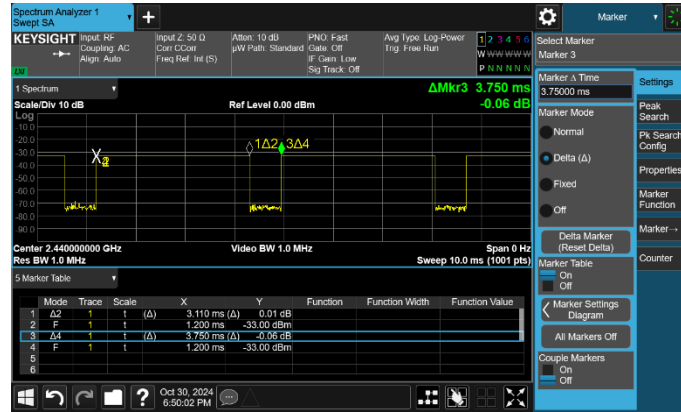 Spectrum Analyzer 1
Swept SA
+
Marker
KEYSIGHT
Input: RF
Coupling: AC
Align: Auto
Input Z: 50 Ω
Corr CCorr
Freq Ref: Int (S)
Atten: 10 dB
µW Path: Standard
PNO: Fast
Gate: Off
IF Gain: Low
Sig Track: Off
Avg Type: Log-Power
Trig: Free Run
1 2 3 4 5 6
W W W W W W
P N N N N N
LXI
Select Marker
Marker 3
1 Spectrum
ΔMkr3 3.750 ms
-0.06 dB
Scale/Div 10 dB
Ref Level 0.00 dBm
Log
-10.0
-20.0
-30.0
-40.0
-50.0
-60.0
-70.0
-80.0
-90.0
1Δ2 3Δ4
Center 2.440000000 GHz
Res BW 1.0 MHz
Video BW 1.0 MHz
Span 0 Hz
Sweep 10.0 ms (1001 pts)
5 Marker Table
Mode Trace Scale X Y Function Function Width Function Value
1 Δ2 1 t (Δ) 3.110 ms (Δ) 0.01 dB
2 F 1 t 1.200 ms -33.00 dBm
3 Δ4 1 t (Δ) 3.750 ms (Δ) -0.06 dB
4 F 1 t 1.200 ms -33.00 dBm
5
6
Marker Δ Time
3.75000 ms
Marker Mode
Normal
Delta (Δ)
Fixed
Off
Delta Marker
(Reset Delta)
Marker Table
On
Off
Marker Settings
Diagram
All Markers Off
Couple Markers
On
Off
Settings
Peak
Search
Pk Search
Config
Properties
Marker
Function
Marker→
Counter
?
Oct 30, 2024
6:50:02 PM